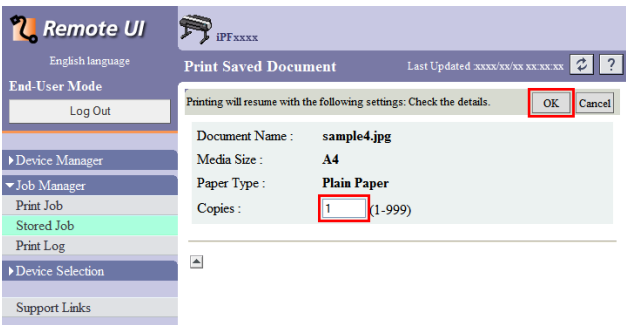 Remote UI
English language
End-User Mode
Log Out
Device Manager
Job Manager
Print Job
Stored Job
Print Log
Device Selection
Support Links
iPFxxxx
Print Saved Document Last Updated :xxxx/xx/xx xx:xx:xx ?
Printing will resume with the following settings: Check the details. OK Cancel
Document Name : sample4.jpg
Media Size : A4
Paper Type : Plain Paper
Copies : 1 (1-999)